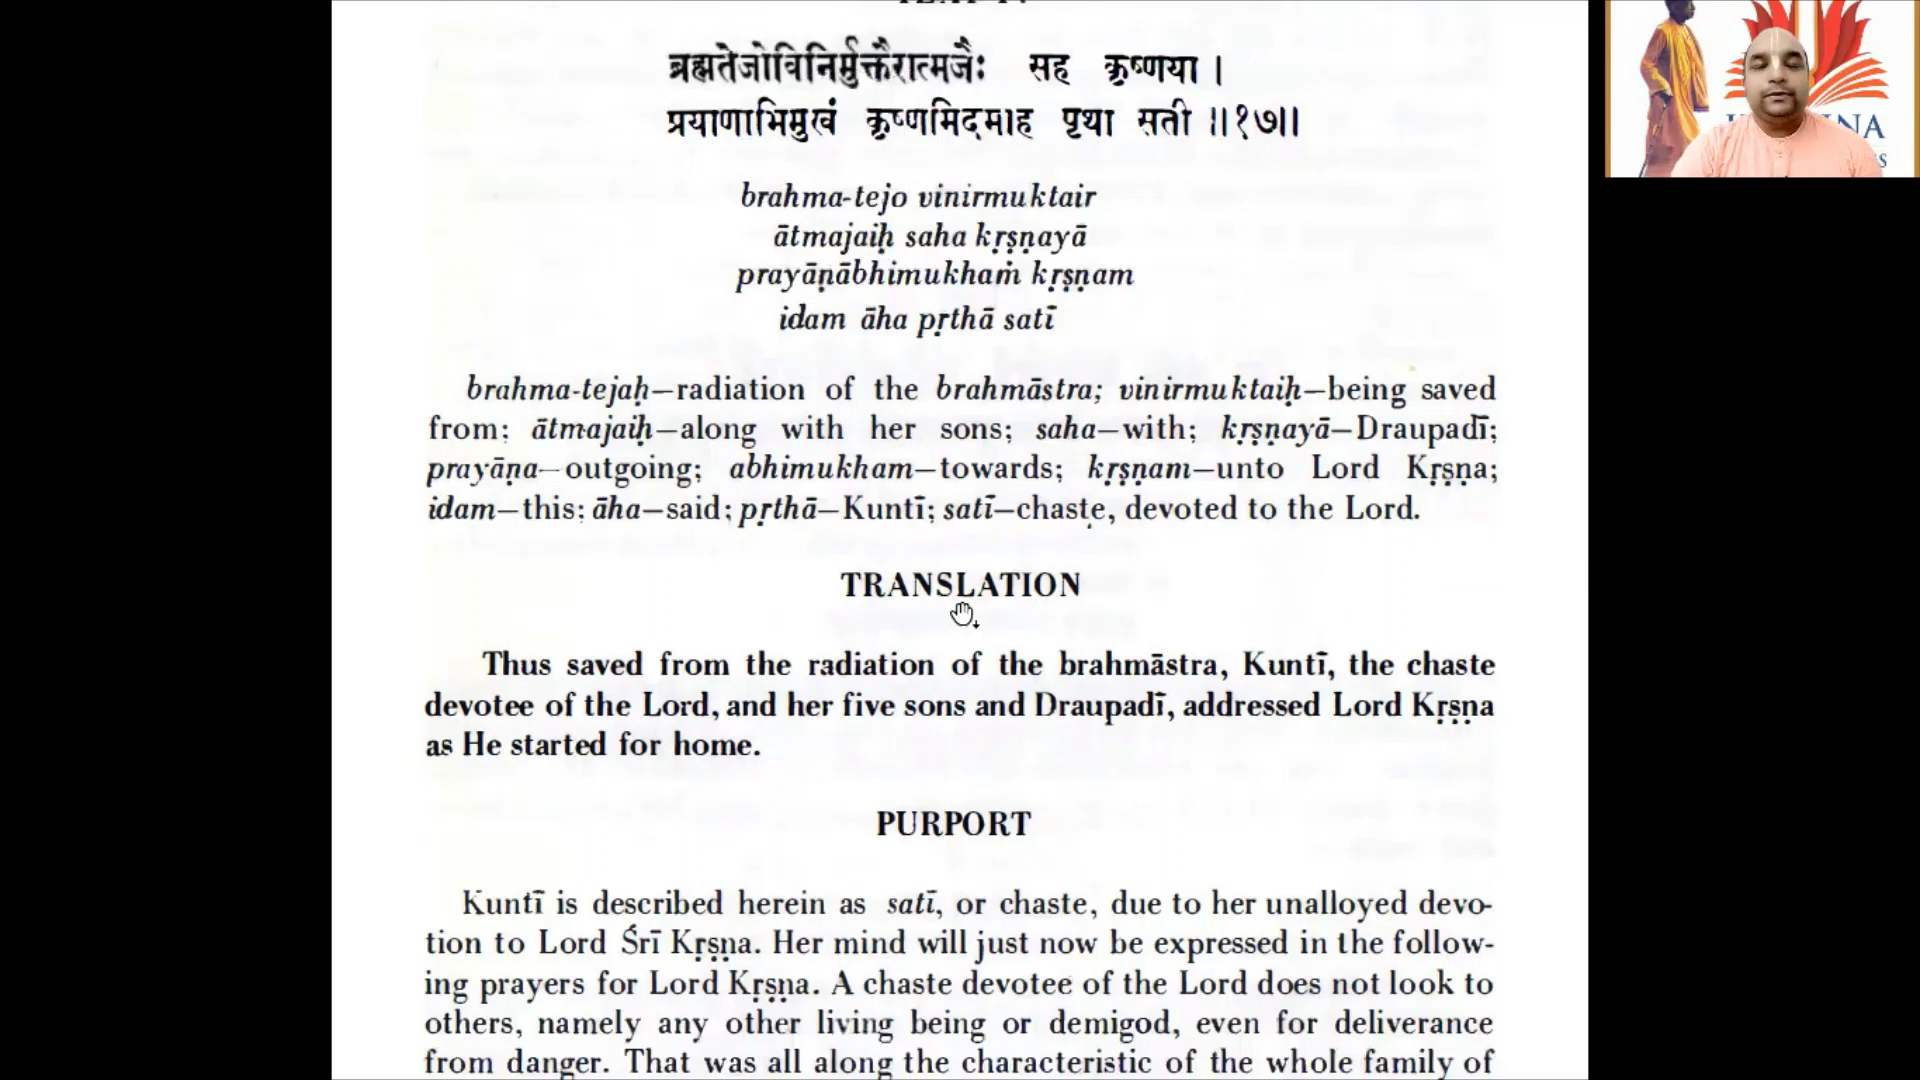 ब्रह्मतेजोविनिर्मुक्तैरात्मजैः सह कृष्णया ।
प्रयाणाभिमुखं कृष्णमिदमाह पृथा सती ॥१७॥
brahma-tejo vinirmuktair
ātmajaiḥ saha kṛṣṇayā
prayāṇābhimukhaṁ kṛṣṇam
idam āha pṛthā satī
brahma-tejaḥ—radiation of the brahmāstra; vinirmuktaiḥ—being saved
from; ātmajaiḥ—along with her sons; saha—with; kṛṣṇayā—Draupadī;
prayāṇa—outgoing; abhimukham—towards; kṛṣṇam—unto Lord Kṛṣṇa;
idam—this; āha—said; pṛthā—Kuntī; satī—chaste, devoted to the Lord.
TRANSLATION
Thus saved from the radiation of the brahmāstra, Kuntī, the chaste
devotee of the Lord, and her five sons and Draupadī, addressed Lord Kṛṣṇa
as He started for home.
PURPORT
Kuntī is described herein as satī, or chaste, due to her unalloyed devo-
tion to Lord Śrī Kṛṣṇa. Her mind will just now be expressed in the follow-
ing prayers for Lord Kṛṣṇa. A chaste devotee of the Lord does not look to
others, namely any other living being or demigod, even for deliverance
from danger. That was all along the characteristic of the whole family of